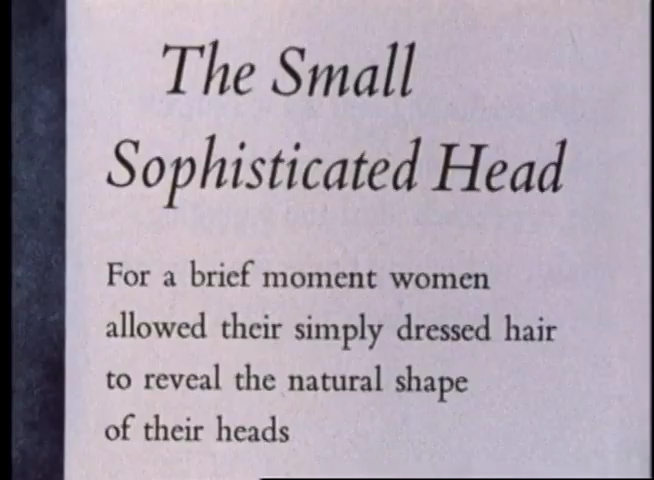 The Small
Sophisticated Head
For a brief moment women
allowed their simply dressed hair
to reveal the natural shape
of their heads